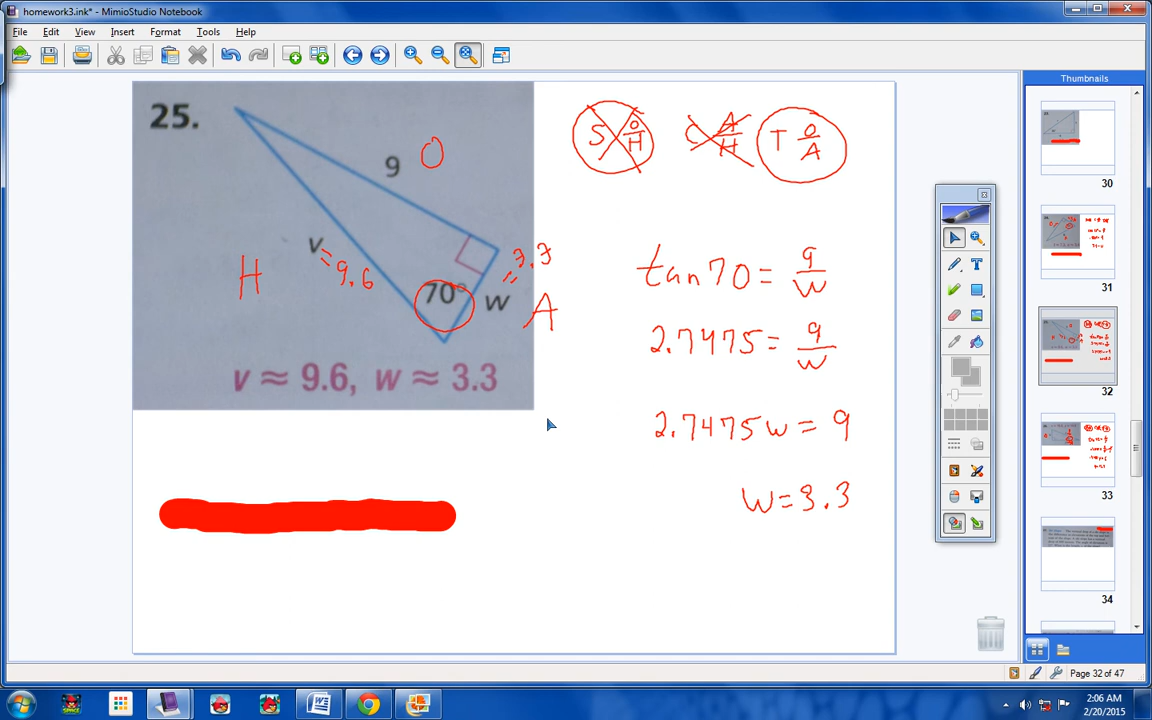 homework3.ink* - MimioStudio Notebook
File Edit View Insert Format Tools Help
Thumbnails
25.
9 O
v = 9.6
H
70°
w = 3.3
A
v ≈ 9.6, w ≈ 3.3
S O/H C A/H T O/A
tan 70 = 9/w
2.7475 = 9/w
2.7475w = 9
w = 3.3
30
31
32
33
34
Page 32 of 47
2:06 AM
2/20/2015